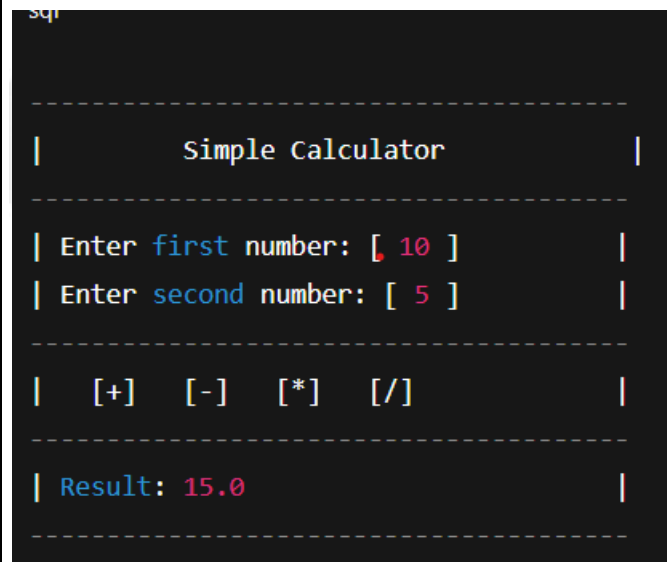 sql
---------------------------------------
|         Simple Calculator            |
---------------------------------------
| Enter first number: [ 10 ]          |
| Enter second number: [ 5 ]          |
---------------------------------------
|   [+]   [-]   [*]   [/]             |
---------------------------------------
| Result: 15.0                        |
---------------------------------------